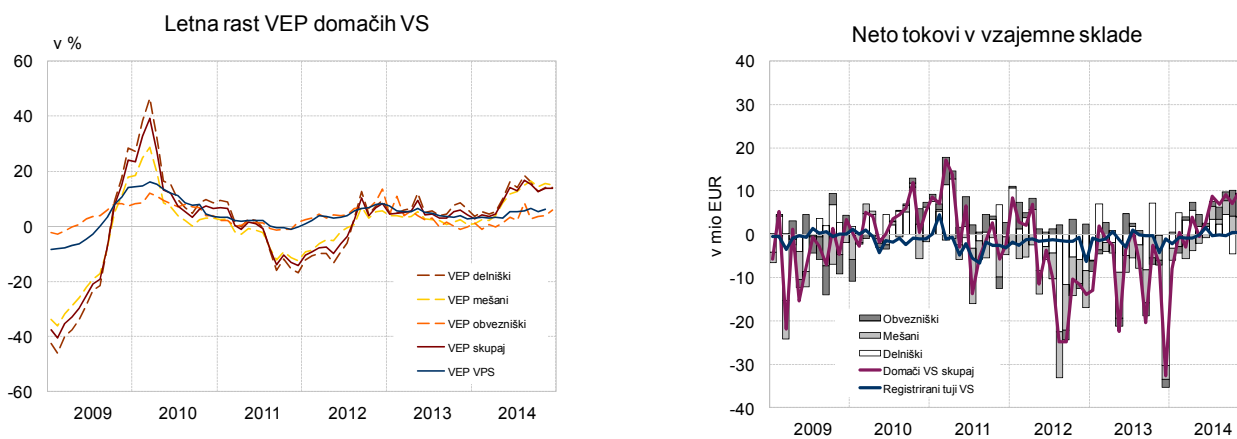 Letna rast VEP domačih VS
v %
60
40
20
0
-20
-40
-60
VEP delniški
VEP mešani
VEP obvezniški
VEP skupaj
VEP VPS
2009 2010 2011 2012 2013 2014
Neto tokovi v vzajemne sklade
v mio EUR
40
30
20
10
0
-10
-20
-30
-40
Obvezniški
Mešani
Delniški
Domači VS skupaj
Registrirani tuji VS
2009 2010 2011 2012 2013 2014